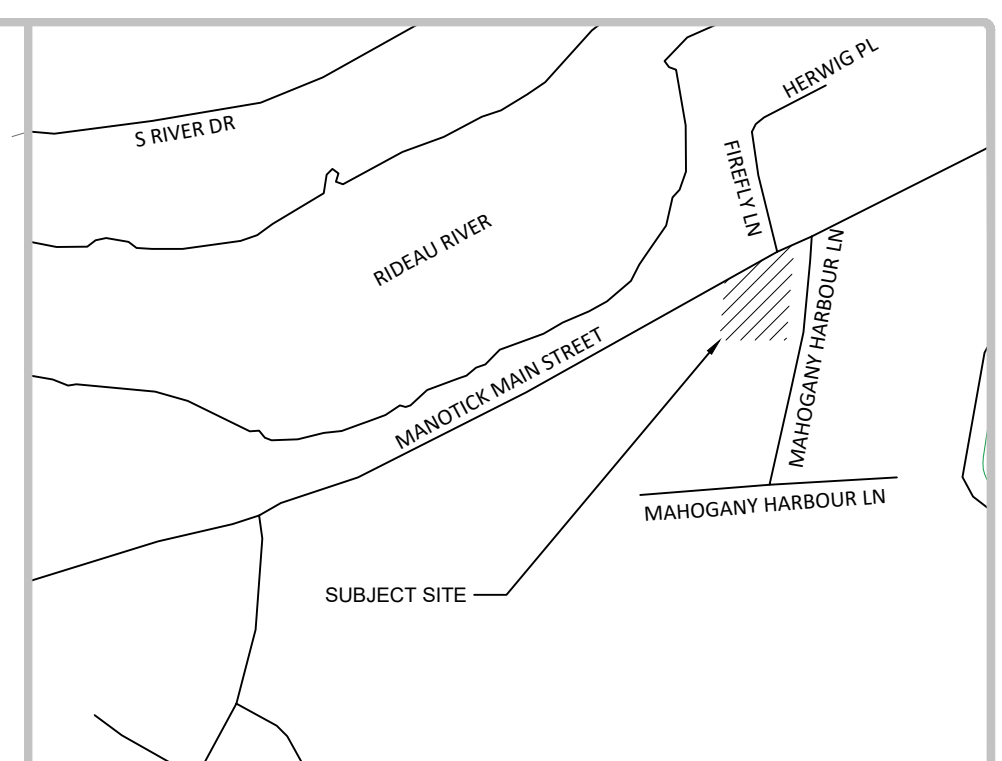 HERWIG PL
S RIVER DR
FIREFLY LN
RIDEAU RIVER
MAHOGANY HARBOUR LN
MANOTICK MAIN STREET
MAHOGANY HARBOUR LN
SUBJECT SITE